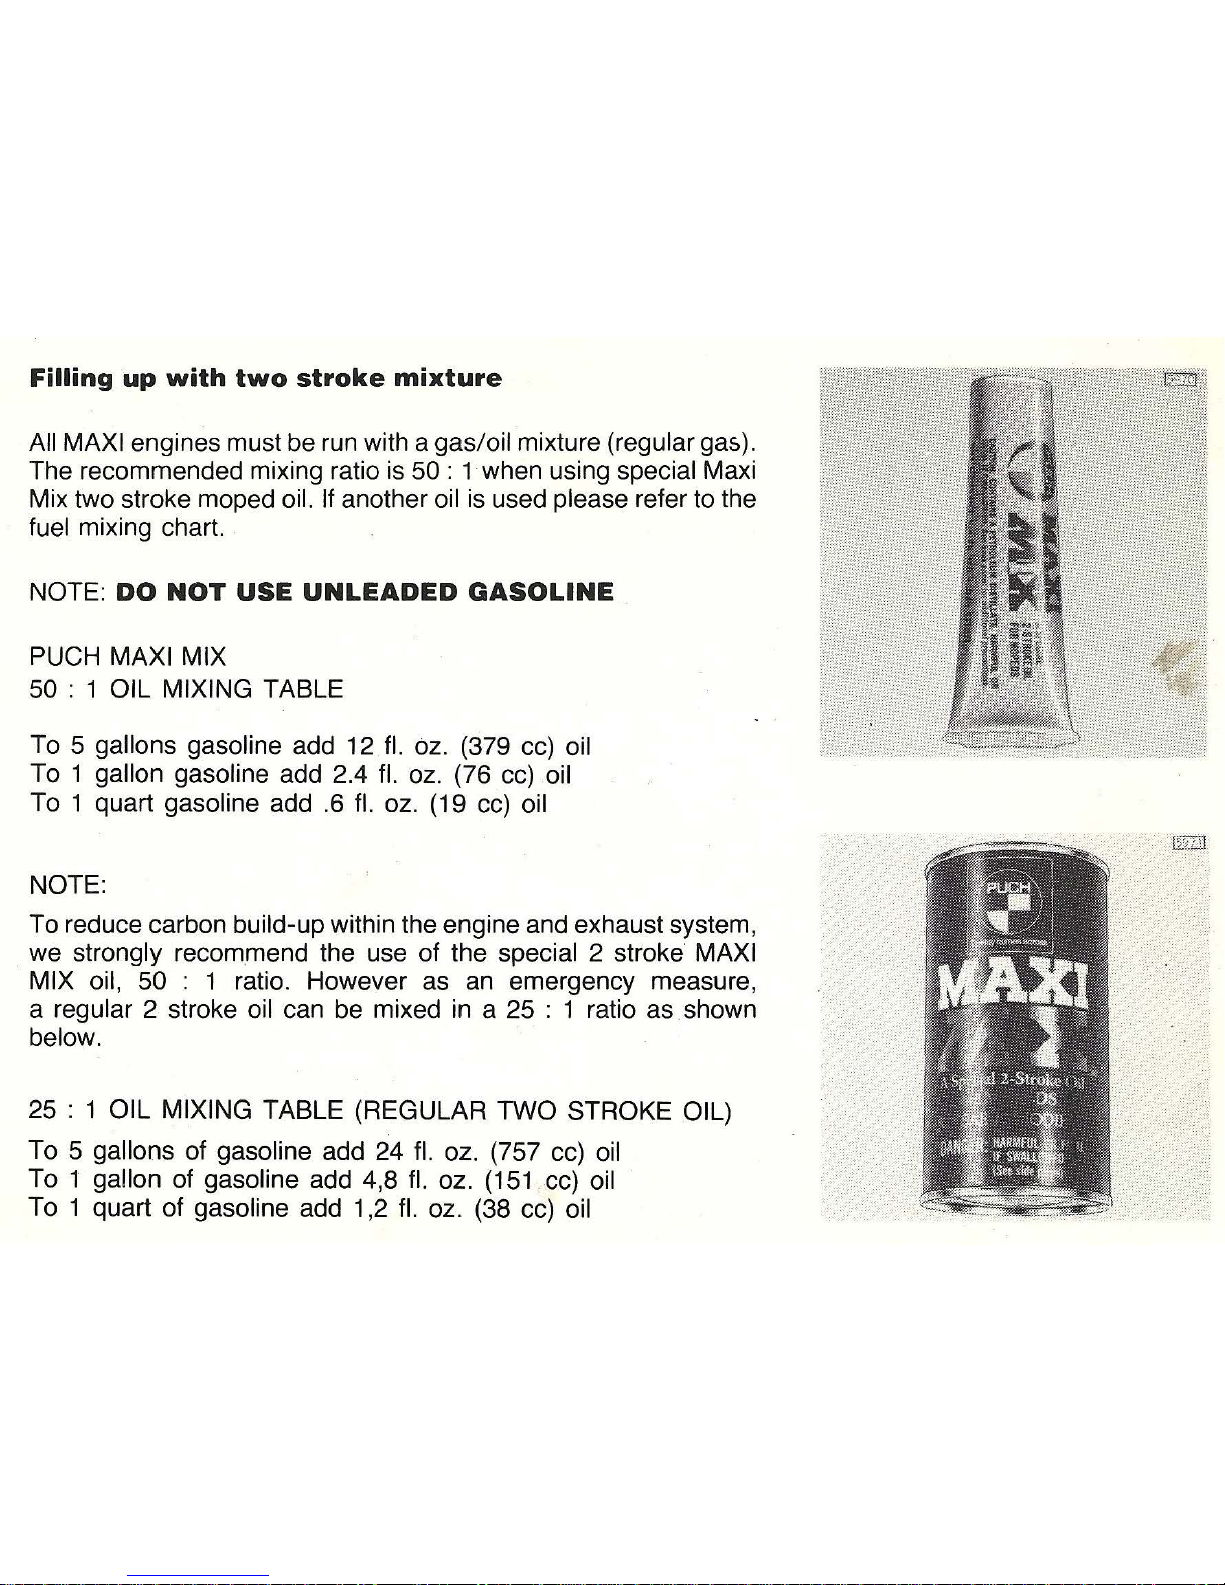 Filling up with two stroke mixture
All MAXI engines must be run with a gas/oil mixture (regular gas).
The recommended mixing ratio is 50 : 1 when using special Maxi
Mix two stroke moped oil. If another oil is used please refer to the
fuel mixing chart.
NOTE: DO NOT USE UNLEADED GASOLINE
PUCH MAXI MIX
50 : 1 OIL MIXING TABLE
To 5 gallons gasoline add 12 fl. oz. (379 cc) oil
To 1 gallon gasoline add 2.4 fl. oz. (76 cc) oil
To 1 quart gasoline add .6 fl. oz. (19 cc) oil
NOTE:
To reduce carbon build-up within the engine and exhaust system,
we strongly recommend the use of the special 2 stroke MAXI
MIX oil, 50 : 1 ratio. However as an emergency measure,
a regular 2 stroke oil can be mixed in a 25 : 1 ratio as shown
below.
25 : 1 OIL MIXING TABLE (REGULAR TWO STROKE OIL)
To 5 gallons of gasoline add 24 fl. oz. (757 cc) oil
To 1 gallon of gasoline add 4,8 fl. oz. (151 cc) oil
To 1 quart of gasoline add 1,2 fl. oz. (38 cc) oil
MAXI
MIX
2-STROKE
FOR MOPEDS
PUCH
MAXI
2-Stroke
HARMFUL
IF SWALLOWED